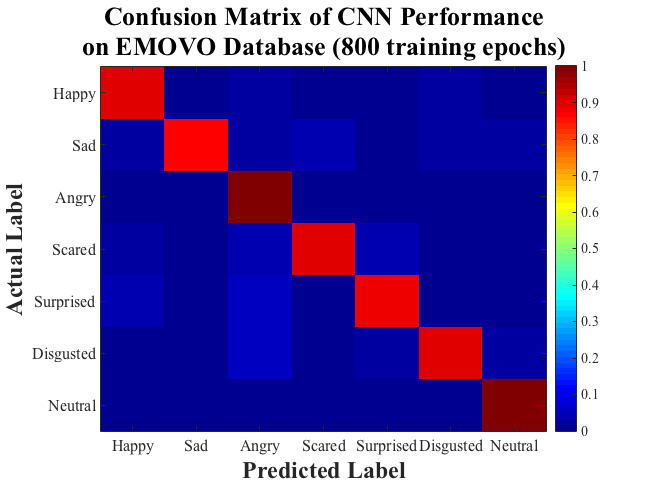 Confusion Matrix of CNN Performance
on EMOVO Database (800 training epochs)
Actual Label
Happy
Sad
Angry
Scared
Surprised
Disgusted
Neutral
Happy Sad Angry Scared Surprised Disgusted Neutral
Predicted Label
1
0.9
0.8
0.7
0.6
0.5
0.4
0.3
0.2
0.1
0